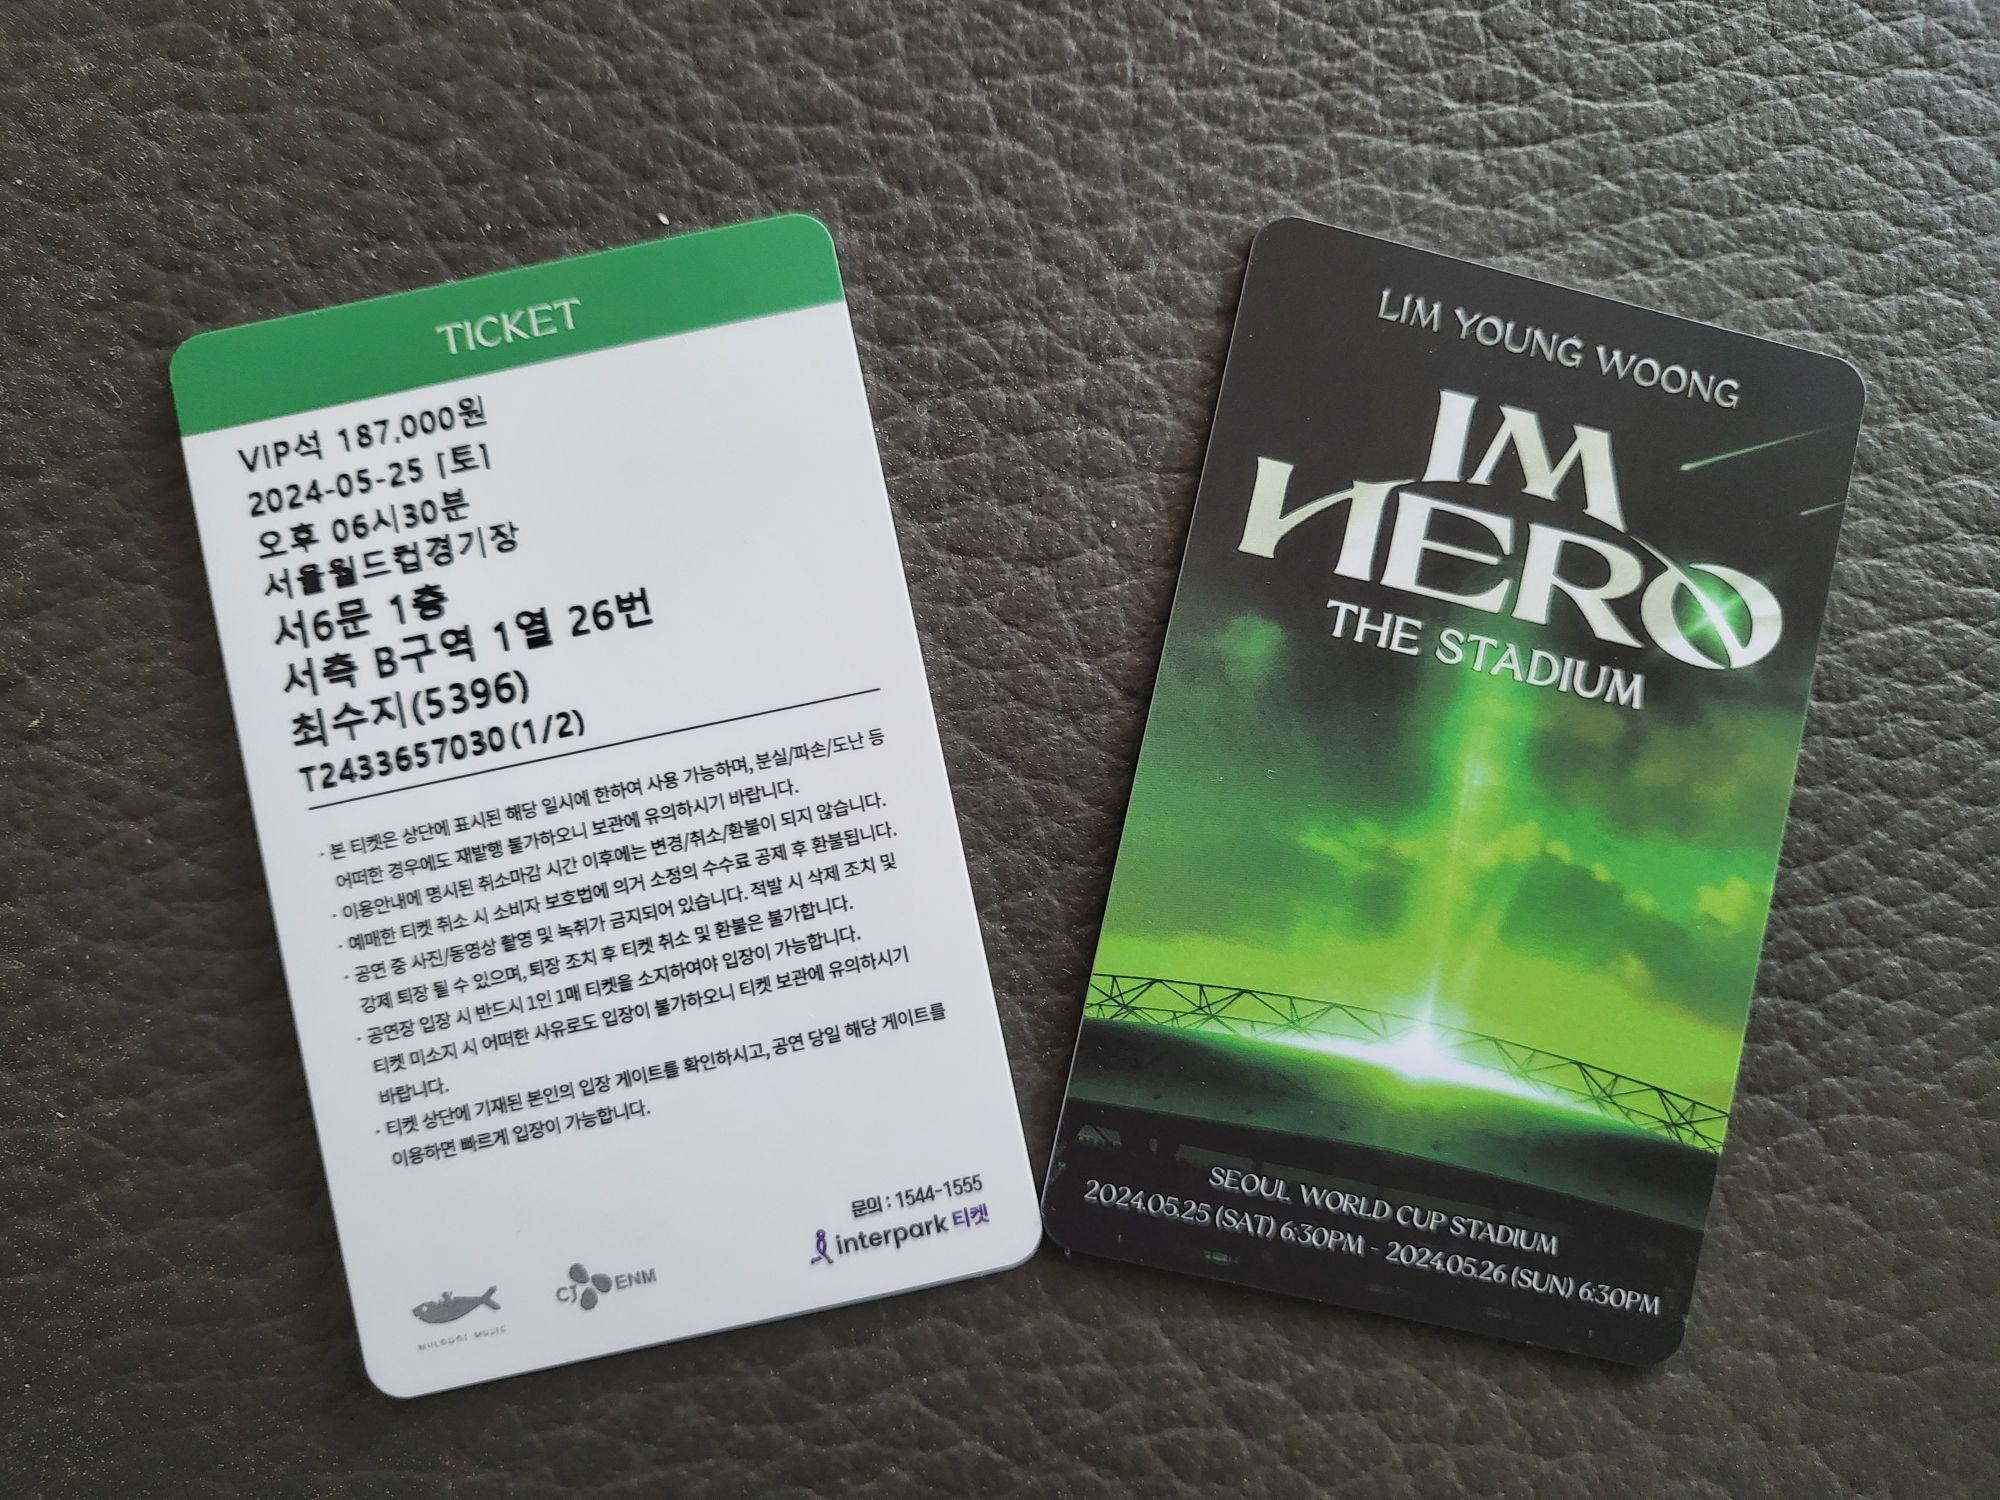 TICKET
VIP석 187,000원
2024-05-25 [토]
오후 06시30분
서울월드컵경기장
서6문 1층
서측 B구역 1열 26번
최수지(5396)
T2433657030(1/2)
· 본 티켓은 상단에 표시된 해당 일시에 한하여 사용 가능하며, 분실/파손/도난 등
어떠한 경우에도 재발행 불가하오니 보관에 유의하시기 바랍니다.
· 이용안내에 명시된 취소마감 시간 이후에는 변경/취소/환불이 되지 않습니다.
· 예매한 티켓 취소 시 소비자 보호법에 의거 소정의 수수료 공제 후 환불됩니다.
· 공연 중 사진/동영상 촬영 및 녹취가 금지되어 있습니다. 적발 시 삭제 조치 및
강제 퇴장 될 수 있으며, 퇴장 조치 후 티켓 취소 및 환불은 불가합니다.
· 공연장 입장 시 반드시 1인 1매 티켓을 소지하여야 입장이 가능합니다.
티켓 미소지 시 어떠한 사유로도 입장이 불가하오니 티켓 보관에 유의하시기
바랍니다.
· 티켓 상단에 기재된 본인의 입장 게이트를 확인하시고, 공연 당일 해당 게이트를
이용하면 빠르게 입장이 가능합니다.
문의 : 1544-1555
interpark 티켓
MULGOGI MUSIC
CJ ENM
LIM YOUNG WOONG
IM
HERO
THE STADIUM
SEOUL WORLD CUP STADIUM
2024.05.25 (SAT) 6:30PM - 2024.05.26 (SUN) 6:30PM